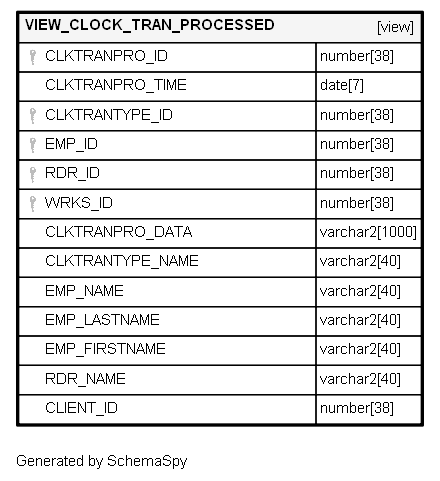 VIEW_CLOCK_TRAN_PROCESSED [view]
CLKTRANPRO_ID number[38]
CLKTRANPRO_TIME date[7]
CLKTRANTYPE_ID number[38]
EMP_ID number[38]
RDR_ID number[38]
WRKS_ID number[38]
CLKTRANPRO_DATA varchar2[1000]
CLKTRANTYPE_NAME varchar2[40]
EMP_NAME varchar2[40]
EMP_LASTNAME varchar2[40]
EMP_FIRSTNAME varchar2[40]
RDR_NAME varchar2[40]
CLIENT_ID number[38]
Generated by SchemaSpy